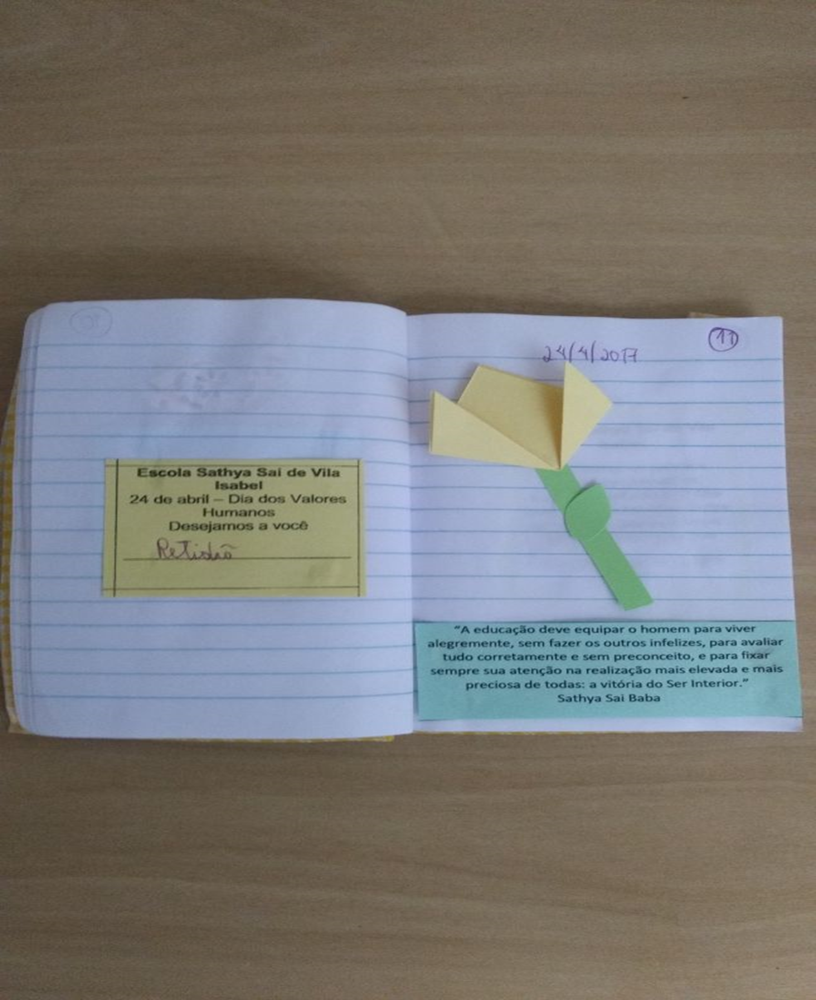 Escola Sathya Sai de Vila
Isabel
24 de abril – Dia dos Valores
Humanos
Desejamos a você
Retidão
11
24/4/2017
“A educação deve equipar o homem para viver
alegremente, sem fazer os outros infelizes, para avaliar
tudo corretamente e sem preconceito, e para fixar
sempre sua atenção na realização mais elevada e mais
preciosa de todas: a vitória do Ser Interior.”
Sathya Sai Baba